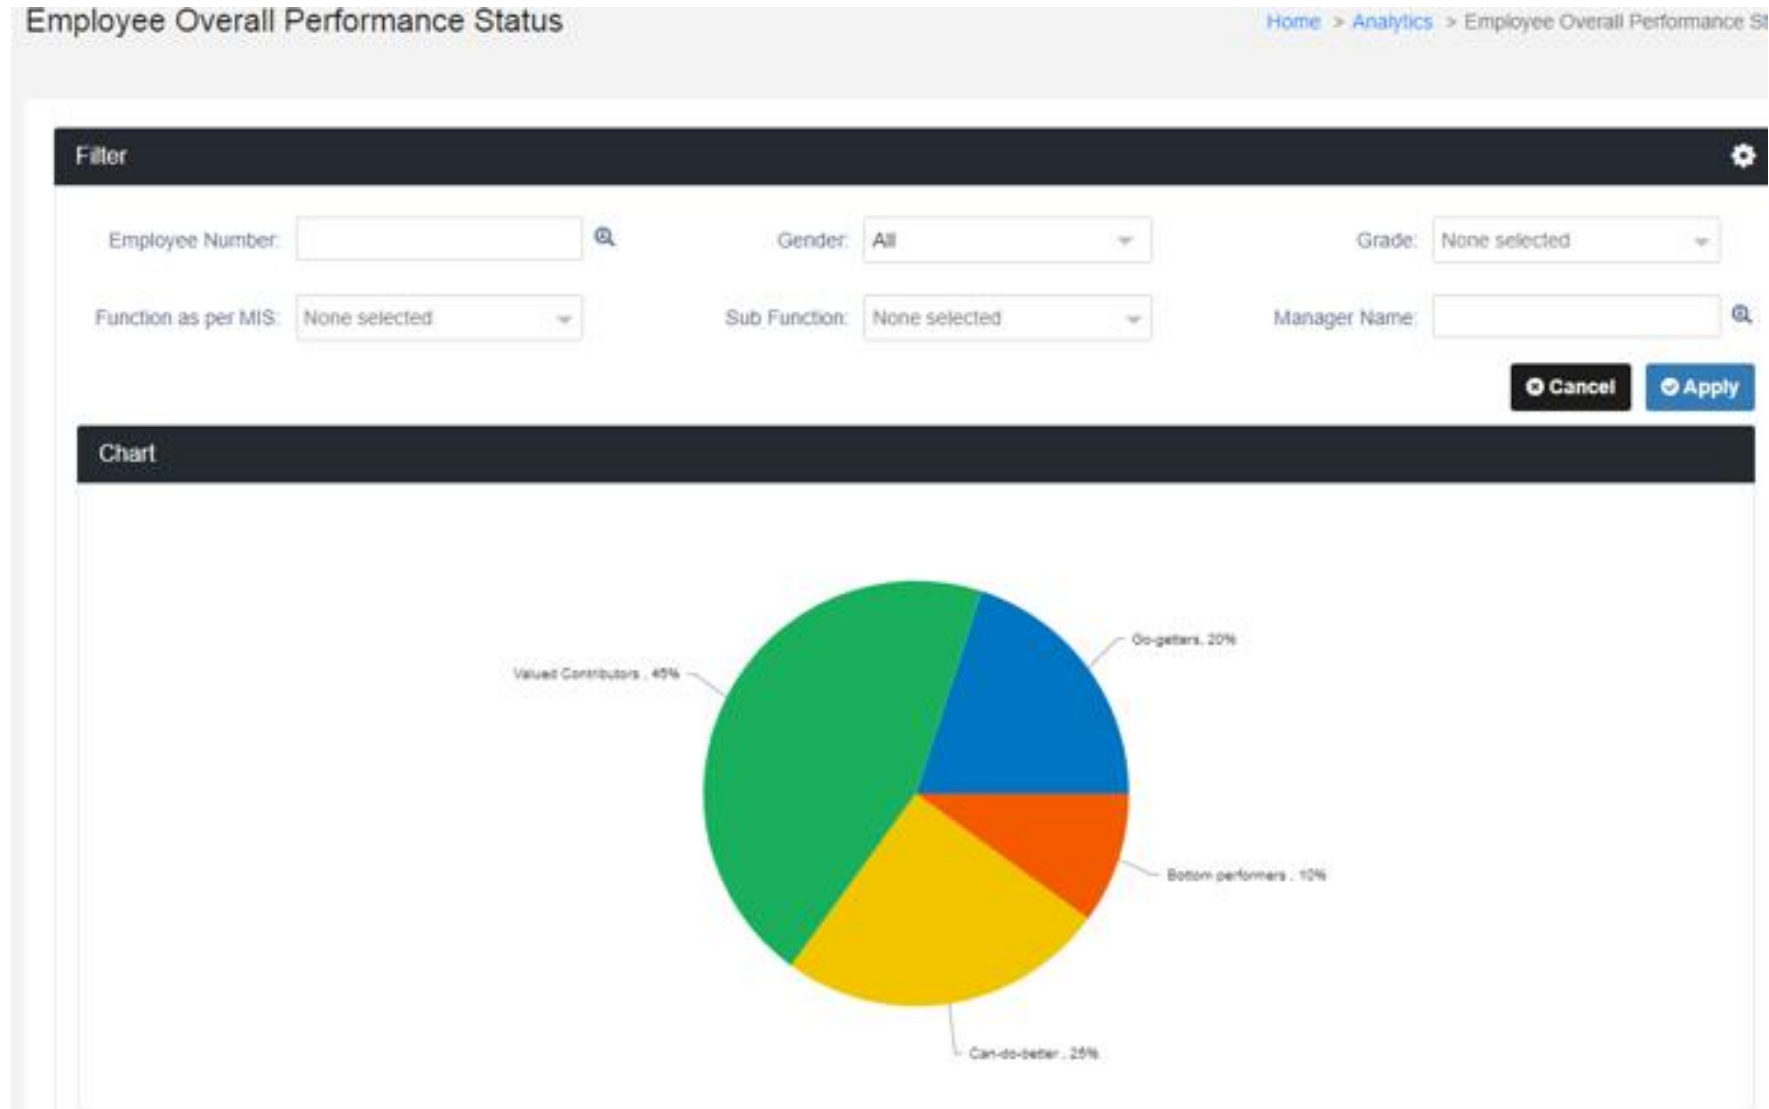 Employee Overall Performance Status
Home > Analytics > Employee Overall Performance St
Filter
Employee Number:
Gender: All
Grade: None selected
Function as per MIS: None selected
Sub Function: None selected
Manager Name:
Cancel
Apply
Chart
Go-getters, 20%
Valued Contributors , 45%
Bottom performers , 10%
Can-do-better , 25%